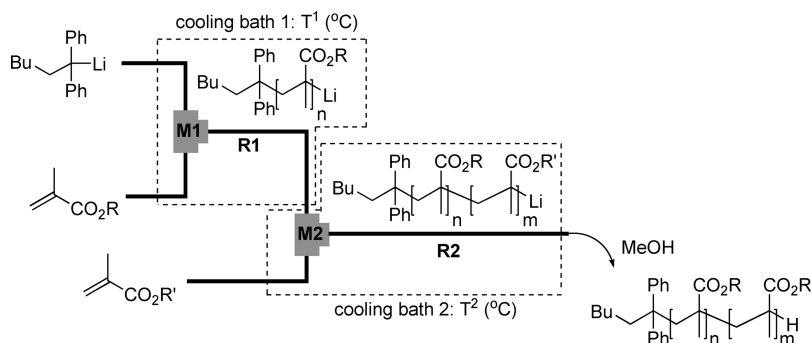 cooling bath 1: T¹ (ºC)
Ph
Bu
Li
Ph
CO₂R
Ph
Bu
Li
Ph
n
M1
R1
CO₂R
CO₂R
CO₂R'
Ph
Bu
Ph
n
Li
m
M2
R2
MeOH
CO₂R'
cooling bath 2: T² (ºC)
CO₂R
CO₂R
Ph
Bu
H
Ph
n
m